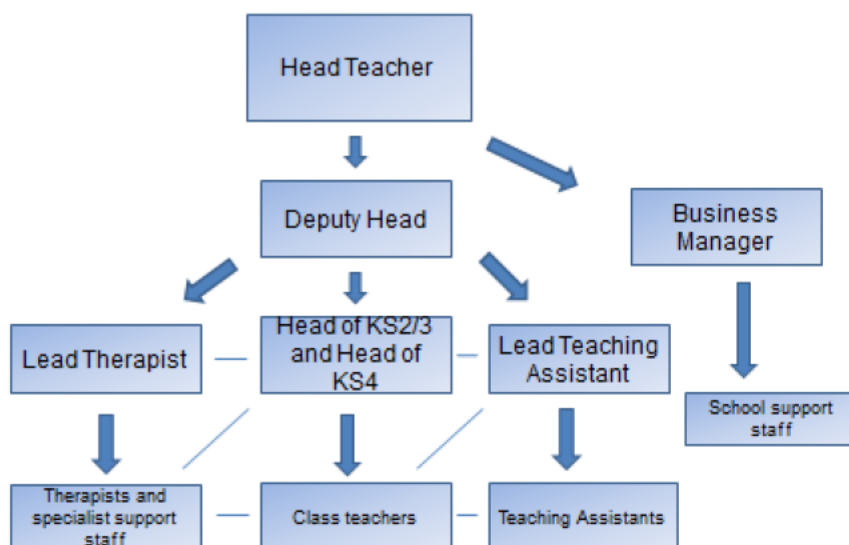 Head Teacher
Deputy Head
Business
Manager
Lead Therapist
Head of KS2/3
and Head of
KS4
Lead Teaching
Assistant
School support
staff
Therapists and
specialist support
staff
Class teachers
Teaching Assistants